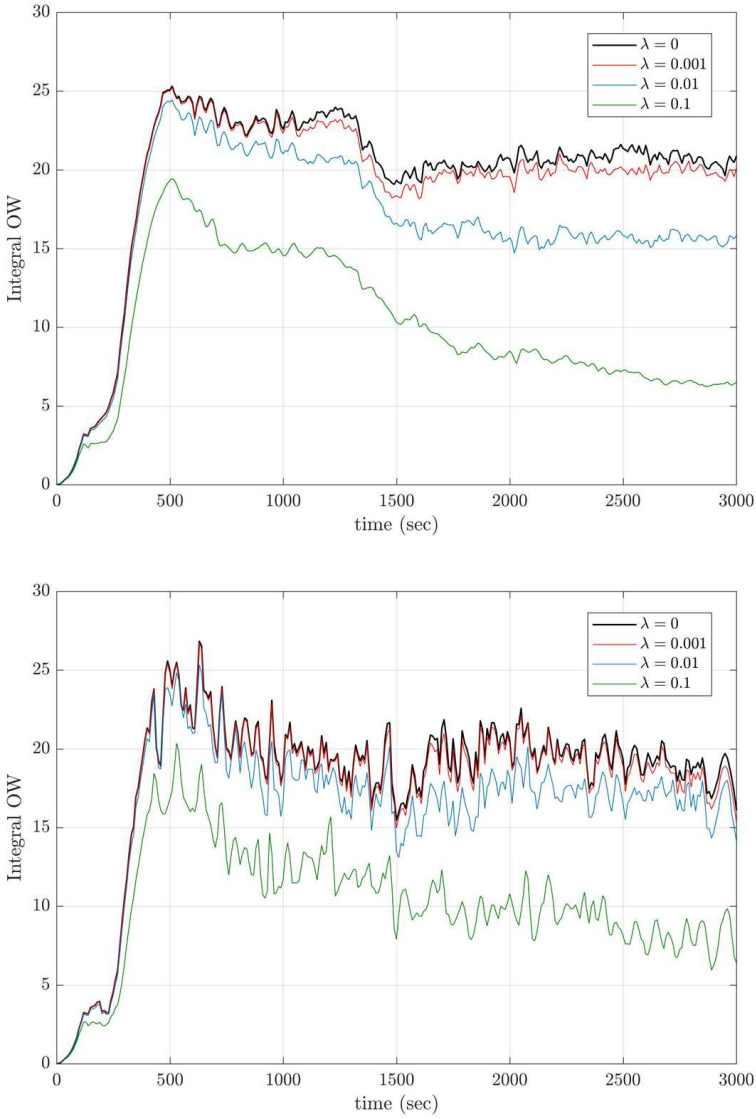 30
25
20
15
10
5
0
Integral OW
λ = 0
λ = 0.001
λ = 0.01
λ = 0.1
0 500 1000 1500 2000 2500 3000
time (sec)
30
25
20
15
10
5
0
Integral OW
λ = 0
λ = 0.001
λ = 0.01
λ = 0.1
0 500 1000 1500 2000 2500 3000
time (sec)